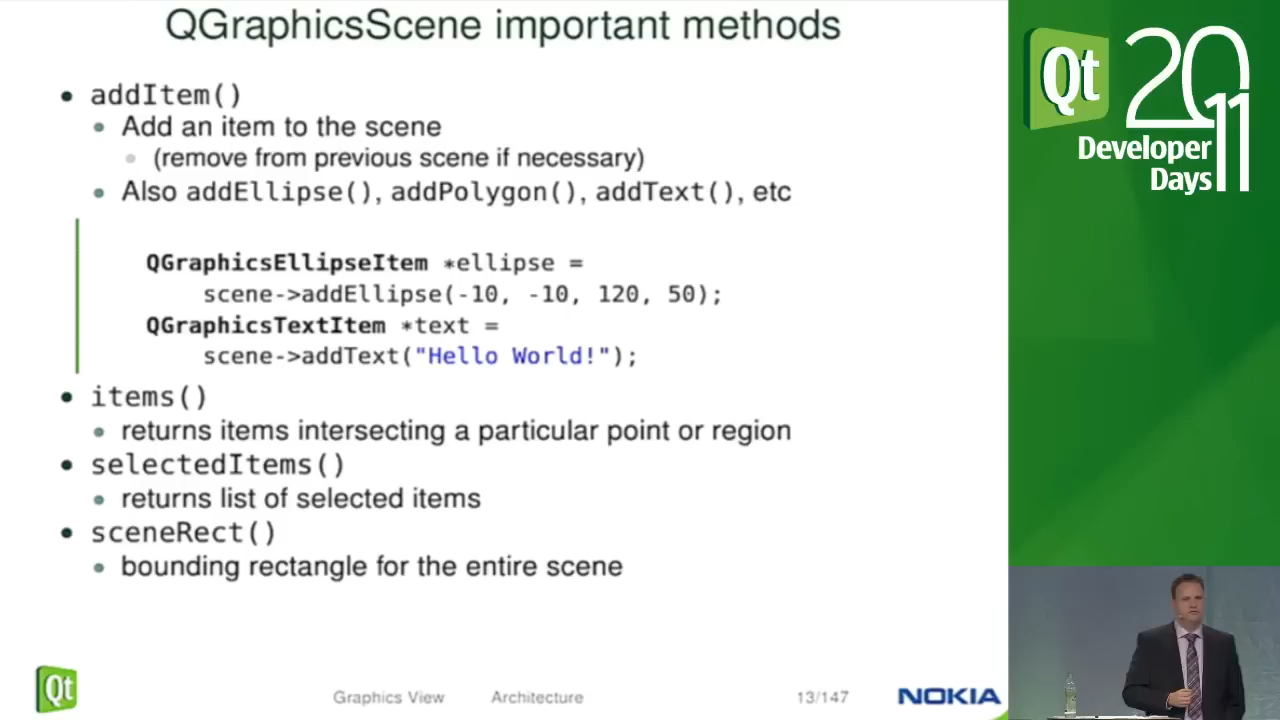 QGraphicsScene important methods
• addItem()
• Add an item to the scene
• (remove from previous scene if necessary)
• Also addEllipse(), addPolygon(), addText(), etc
QGraphicsEllipseItem *ellipse =
scene->addEllipse(-10, -10, 120, 50);
QGraphicsTextItem *text =
scene->addText("Hello World!");
• items()
• returns items intersecting a particular point or region
• selectedItems()
• returns list of selected items
• sceneRect()
• bounding rectangle for the entire scene
Qt
Graphics View Architecture 13/147
NOKIA
Qt
2011
Developer
Days